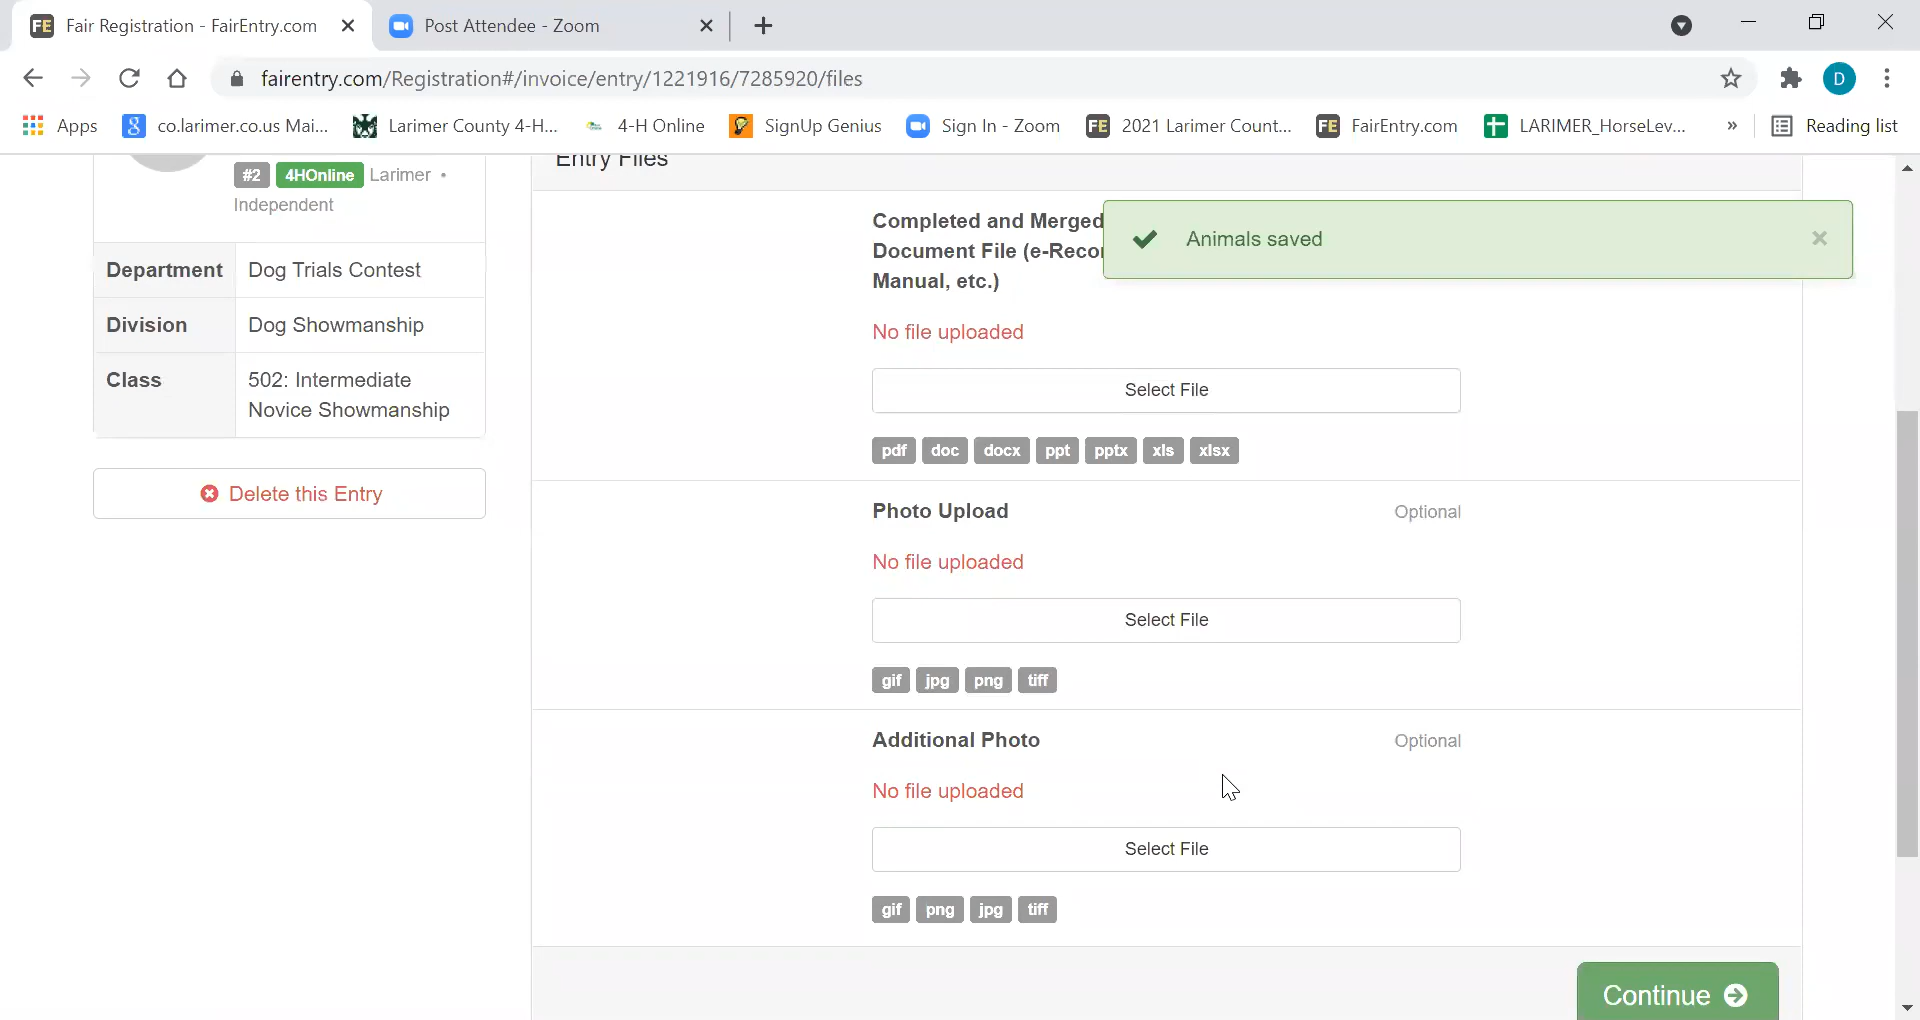 Fair Registration - FairEntry.com
Post Attendee - Zoom
fairentry.com/Registration#/invoice/entry/1221916/7285920/files
D
Apps
co.larimer.co.us Mai...
Larimer County 4-H...
4-H Online
SignUp Genius
Sign In - Zoom
FE 2021 Larimer Count...
FE FairEntry.com
LARIMER_HorseLev...
»
Reading list
#2 4HOnline Larimer •
Independent
Department Dog Trials Contest
Division Dog Showmanship
Class 502: Intermediate
Novice Showmanship
Delete this Entry
Entry Files
Animals saved
Completed and Merged
Document File (e-Recor
Manual, etc.)
No file uploaded
Select File
pdf doc docx ppt pptx xls xlsx
Photo Upload Optional
No file uploaded
Select File
gif jpg png tiff
Additional Photo Optional
No file uploaded
Select File
gif png jpg tiff
Continue